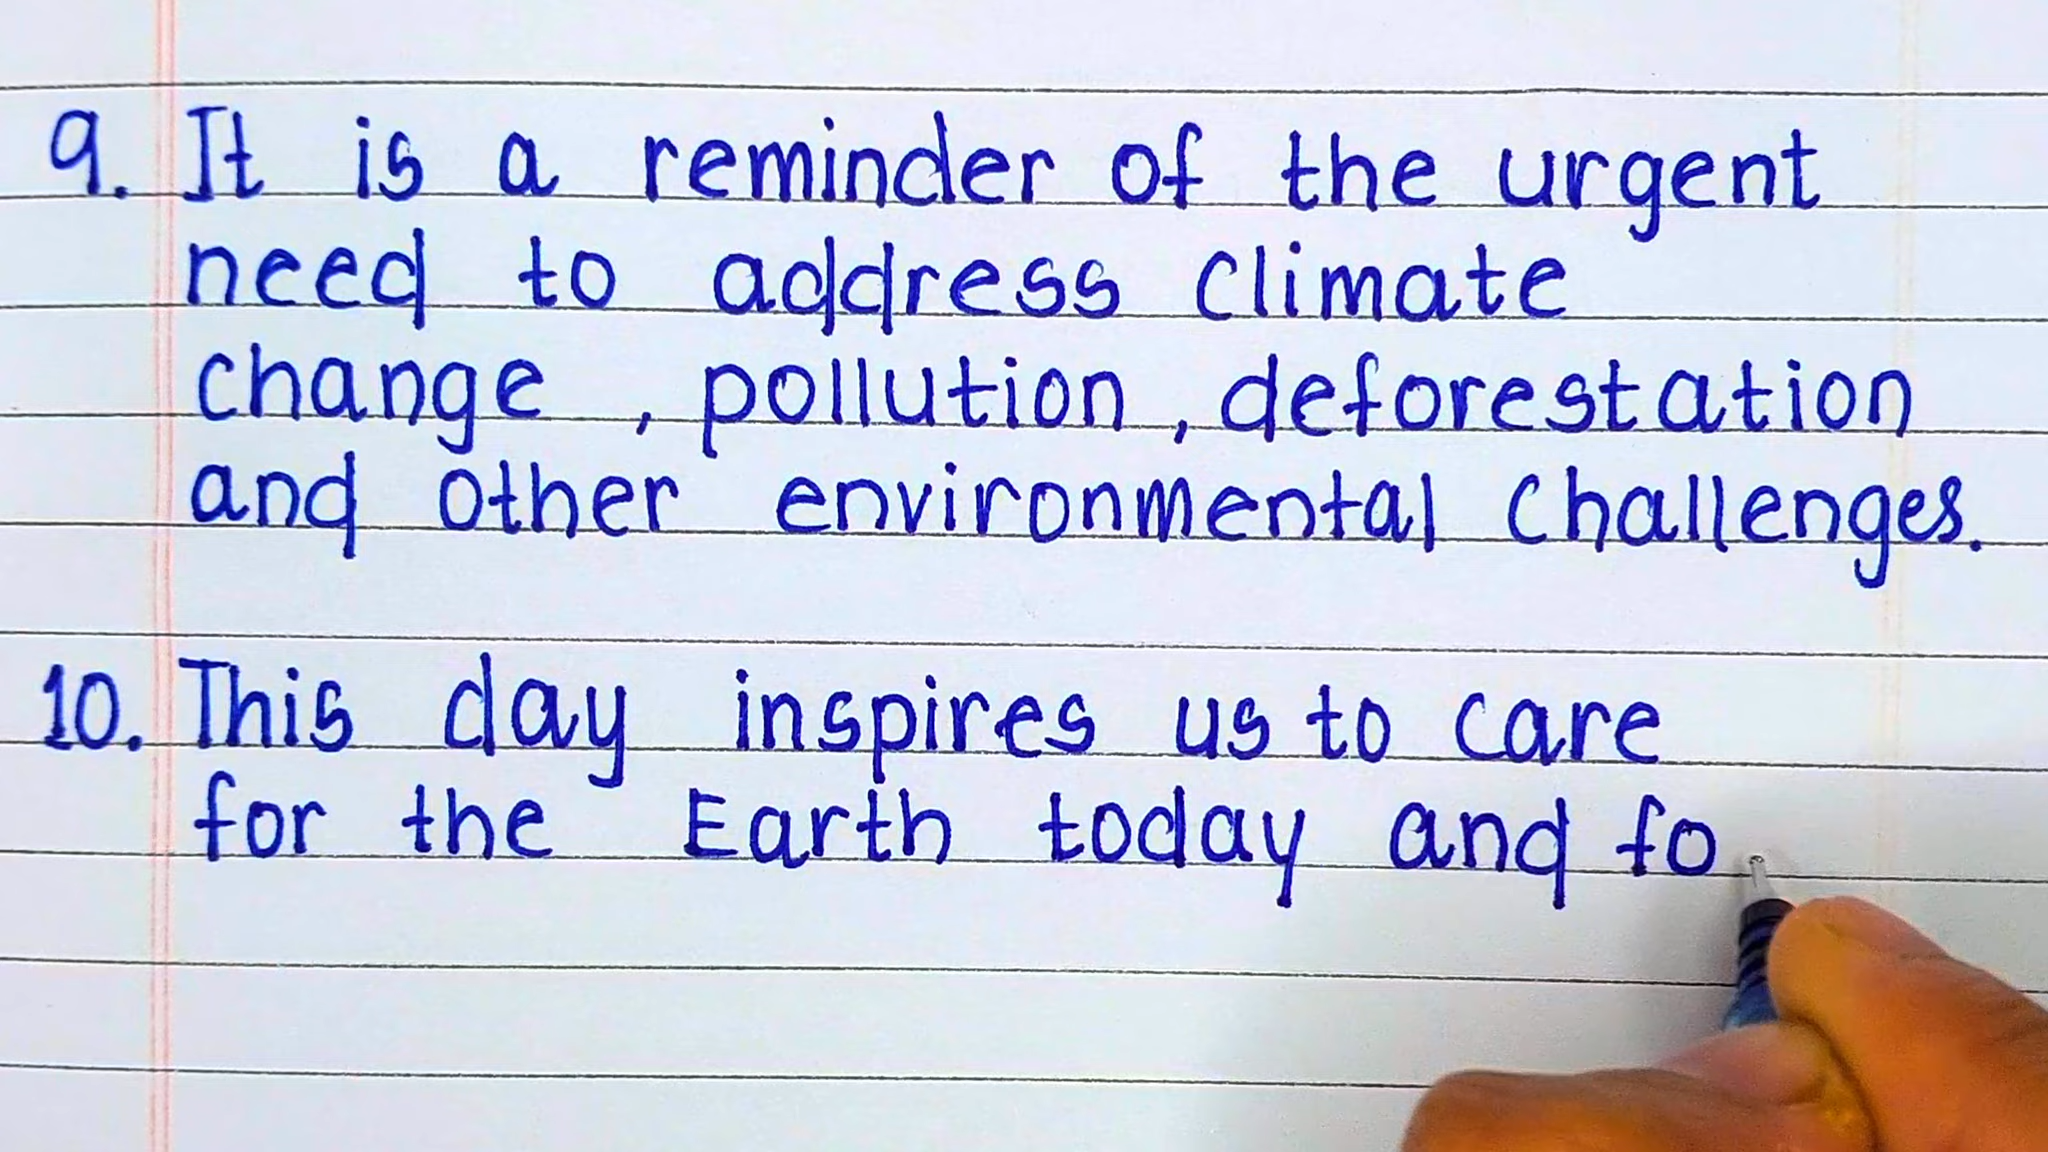 9. It is a reminder of the urgent
need to address climate
change, pollution, deforestation
and other environmental challenges.
10. This day inspires us to care
for the Earth today and fo